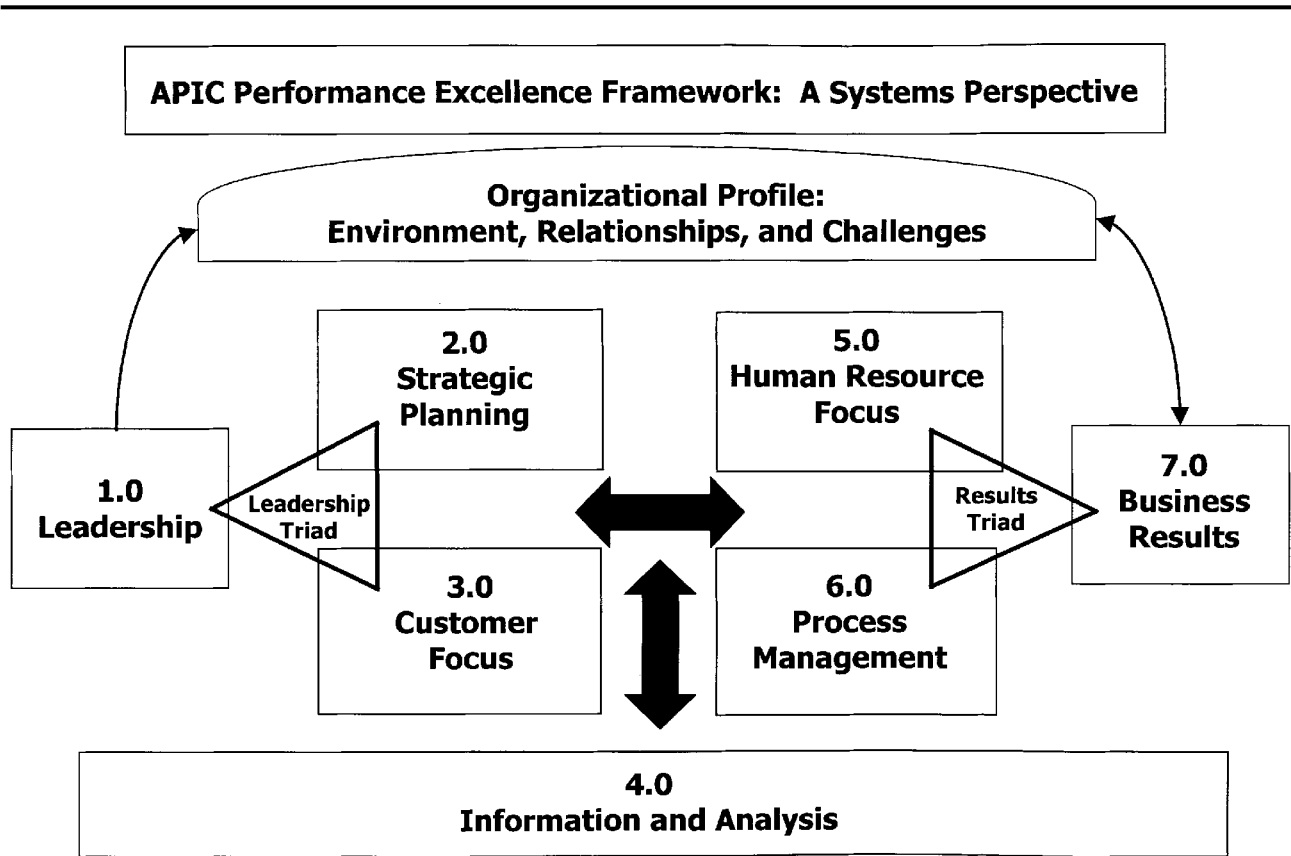 APIC Performance Excellence Framework:  A Systems Perspective
Organizational Profile:
Environment, Relationships, and Challenges
2.0
Strategic
Planning
5.0
Human Resource
Focus
1.0
Leadership
Leadership
Triad
Results
Triad
7.0
Business
Results
3.0
Customer
Focus
6.0
Process
Management
4.0
Information and Analysis